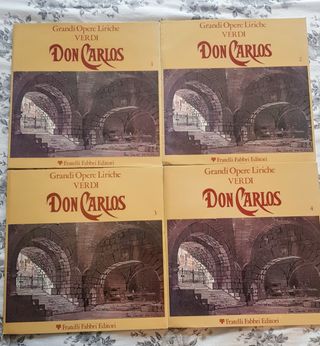 Grandi Opere Liriche
VERDI
DON CARLOS
1
Fratelli Fabbri Editori
Grandi Opere Liriche
VERDI
DON CARLOS
2
Fratelli Fabbri Editori
Grandi Opere Liriche
VERDI
DON CARLOS
3
Fratelli Fabbri Editori
Grandi Opere Liriche
VERDI
DON CARLOS
4
Fratelli Fabbri Editori